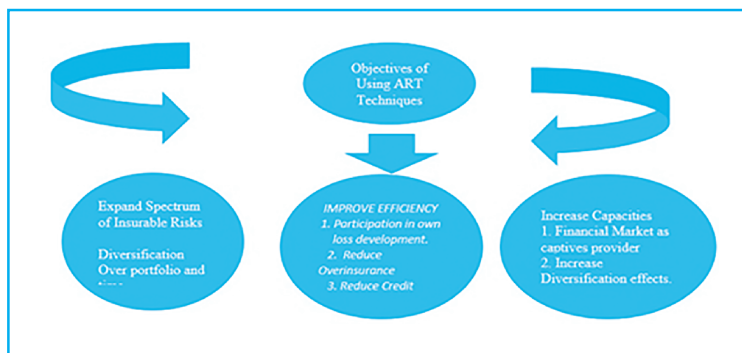 Objectives of
Using ART
Techniques
Expand Spectrum
of Insurable Risks
Diversification
Over portfolio and
IMPROVE EFFICIENCY
1. Participation in own
loss development.
2. Reduce
Overinsurance
3. Reduce Credit
Increase Capacities
1. Financial Market as
captives provider
2. Increase
Diversification effects.